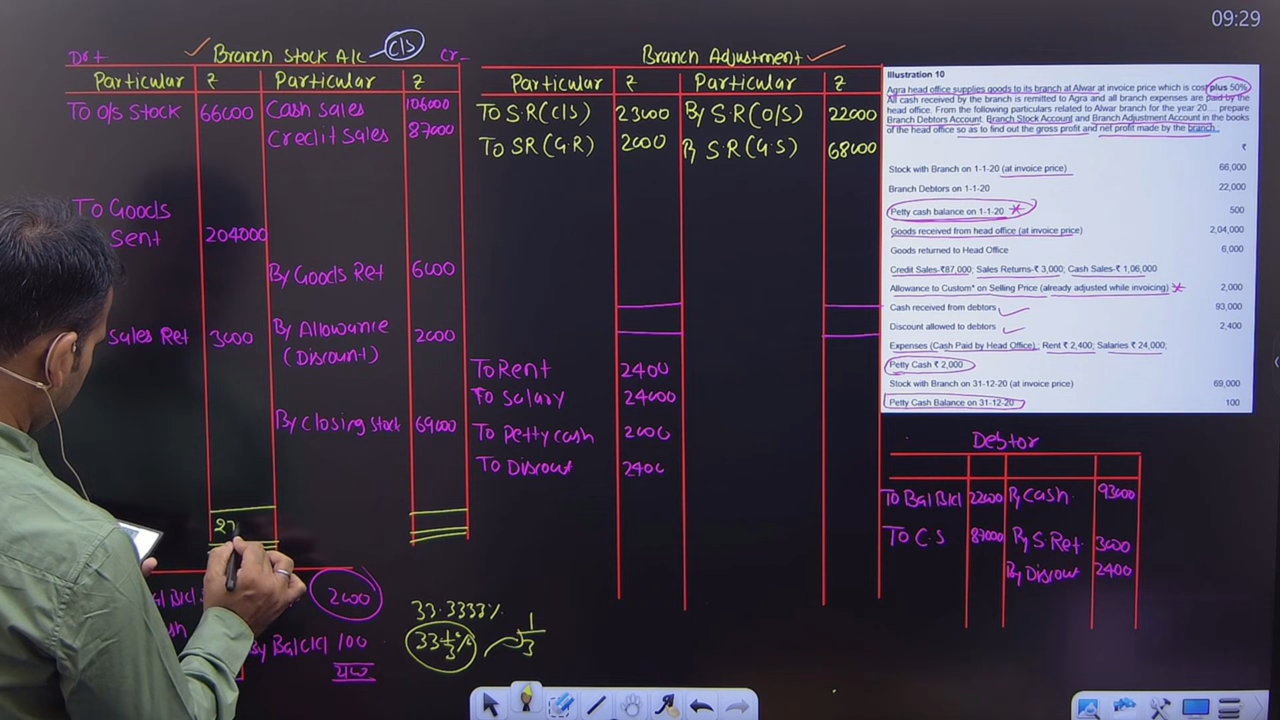 09:29
Dr +
Branch Stock A/c
C/S
Cr -
Particular ₹ Particular ₹
To O/S Stock 66000 Cash Sales 106000
Credit Sales 87000
To Goods
Sent 204000
By Goods Ret 6000
Sales Ret 3000 By Allowance 2000
(Discount)
By Closing Stock 69000
27
2400
By Bal C/d 100
33.3333%
33 1/3 %
1/3
Branch Adjustment
Particular ₹ Particular ₹
To S.R (C/S) 23000 By S.R (O/S) 22000
To SR (G.R) 2000 By S.R (G.S) 68000
To Rent 2400
To Salary 24000
To Petty cash 2000
To Discout 2400
Illustration 10
Agra head office supplies goods to its branch at Alwar at invoice price which is cost plus 50%
All cash received by the branch is remitted to Agra and all branch expenses are paid by the
head office. From the following particulars related to Alwar branch for the year 20.... prepare
Branch Debtors Account, Branch Stock Account and Branch Adjustment Account in the books
of the head office so as to find out the gross profit and net profit made by the branch.
₹
Stock with Branch on 1-1-20 (at invoice price) 66,000
Branch Debtors on 1-1-20 22,000
Petty cash balance on 1-1-20 500
Goods received from head office (at invoice price) 2,04,000
Goods returned to Head Office 6,000
Credit Sales-₹87,000; Sales Returns-₹ 3,000; Cash Sales-₹ 1,06,000
Allowance to Custom* on Selling Price (already adjusted while invoicing) 2,000
Cash received from debtors 93,000
Discount allowed to debtors 2,400
Expenses (Cash Paid by Head Office) ; Rent ₹ 2,400; Salaries ₹ 24,000;
Petty Cash ₹ 2,000
Stock with Branch on 31-12-20 (at invoice price) 69,000
Petty Cash Balance on 31-12-20 100
Debtor
To Bal B/d 22000 By Cash 93000
To C.S 87000 By S.Ret 3000
By Discout 2400